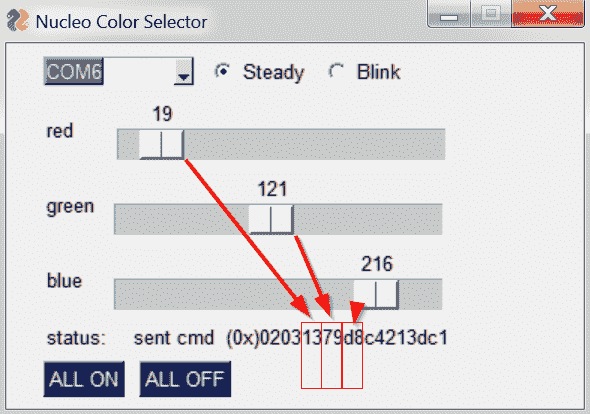 Nucleo Color Selector
COM6 Steady Blink
19
red
121
green
216
blue
status: sent cmd (0x)02031379d8c4213dc1
ALL ON ALL OFF